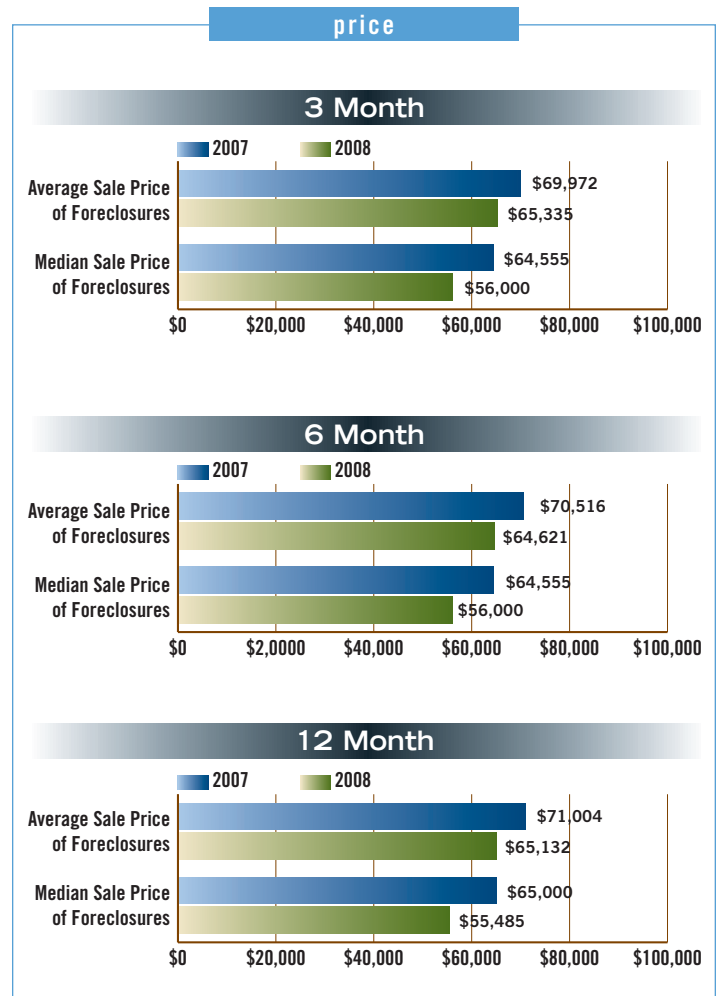 price
3 Month
2007 2008
Average Sale Price
of Foreclosures
$69,972
$65,335
Median Sale Price
of Foreclosures
$64,555
$56,000
$0 $20,000 $40,000 $60,000 $80,000 $100,000
6 Month
2007 2008
Average Sale Price
of Foreclosures
$70,516
$64,621
Median Sale Price
of Foreclosures
$64,555
$56,000
$0 $2,0000 $40,000 $60,000 $80,000 $100,000
12 Month
2007 2008
Average Sale Price
of Foreclosures
$71,004
$65,132
Median Sale Price
of Foreclosures
$65,000
$55,485
$0 $20,000 $40,000 $60,000 $80,000 $100,000